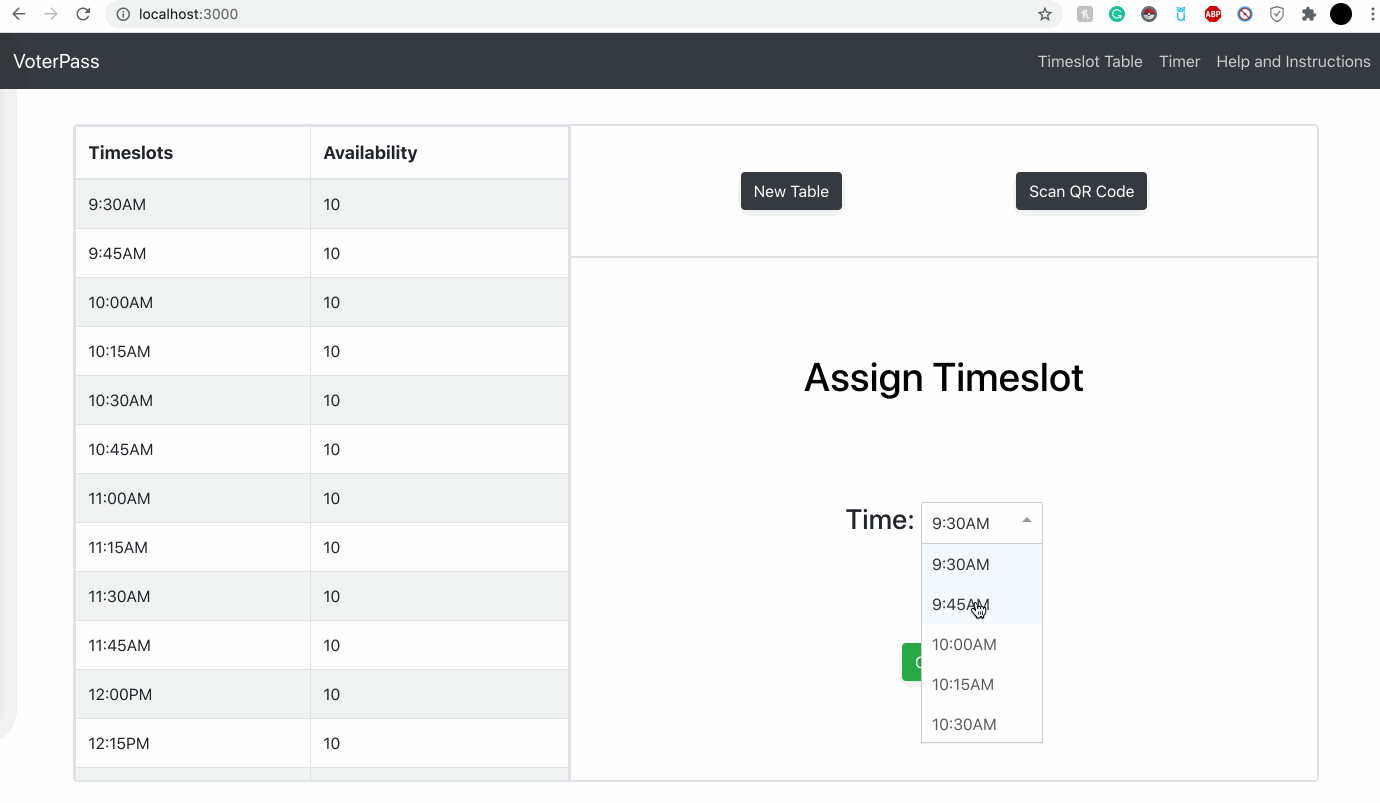 localhost:3000
ABP
VoterPass
Timeslot Table Timer Help and Instructions
Timeslots Availability
9:30AM 10
9:45AM 10
10:00AM 10
10:15AM 10
10:30AM 10
10:45AM 10
11:00AM 10
11:15AM 10
11:30AM 10
11:45AM 10
12:00PM 10
12:15PM 10
New Table
Scan QR Code
Assign Timeslot
Time: 9:30AM
9:30AM
9:45AM
10:00AM
10:15AM
10:30AM